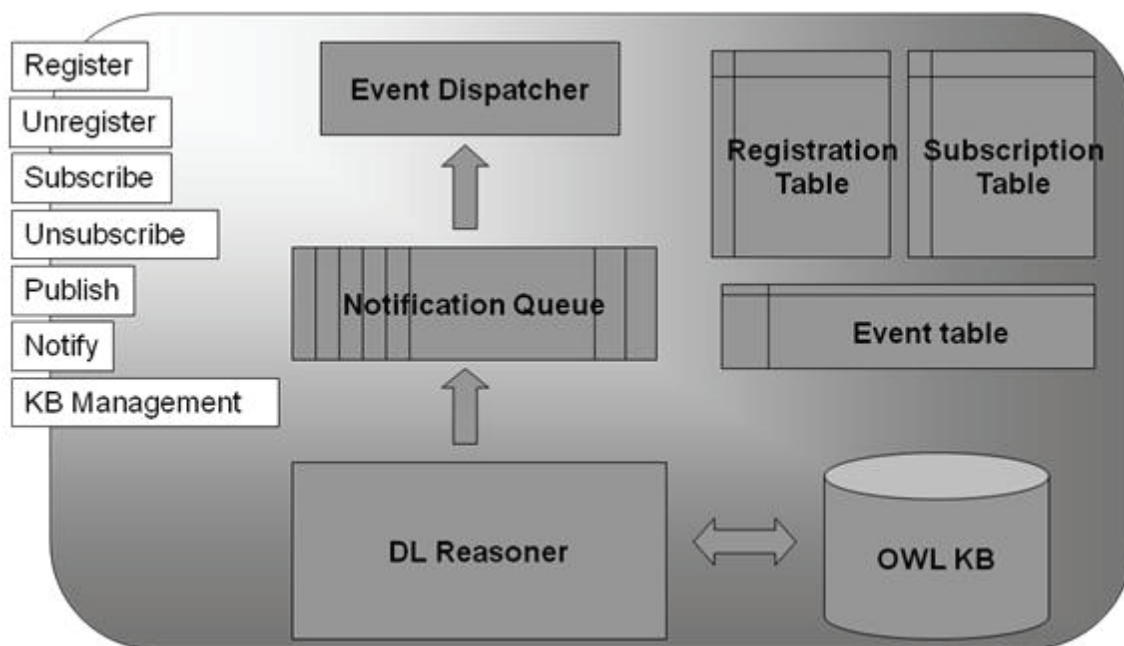 Register
Unregister
Subscribe
Unsubscribe
Publish
Notify
KB Management
Event Dispatcher
Notification Queue
DL Reasoner
Registration
Table
Subscription
Table
Event table
OWL KB